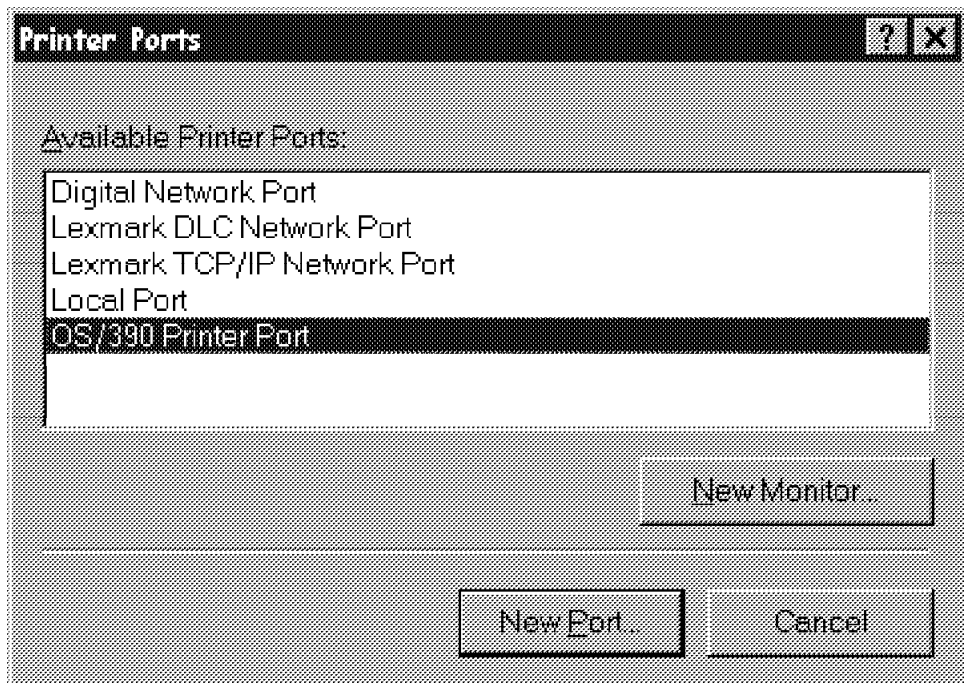 Printer Ports
Available Printer Ports:
Digital Network Port
Lexmark DLC Network Port
Lexmark TCP/IP Network Port
Local Port
OS/390 Printer Port
New Monitor...
New Port...
Cancel